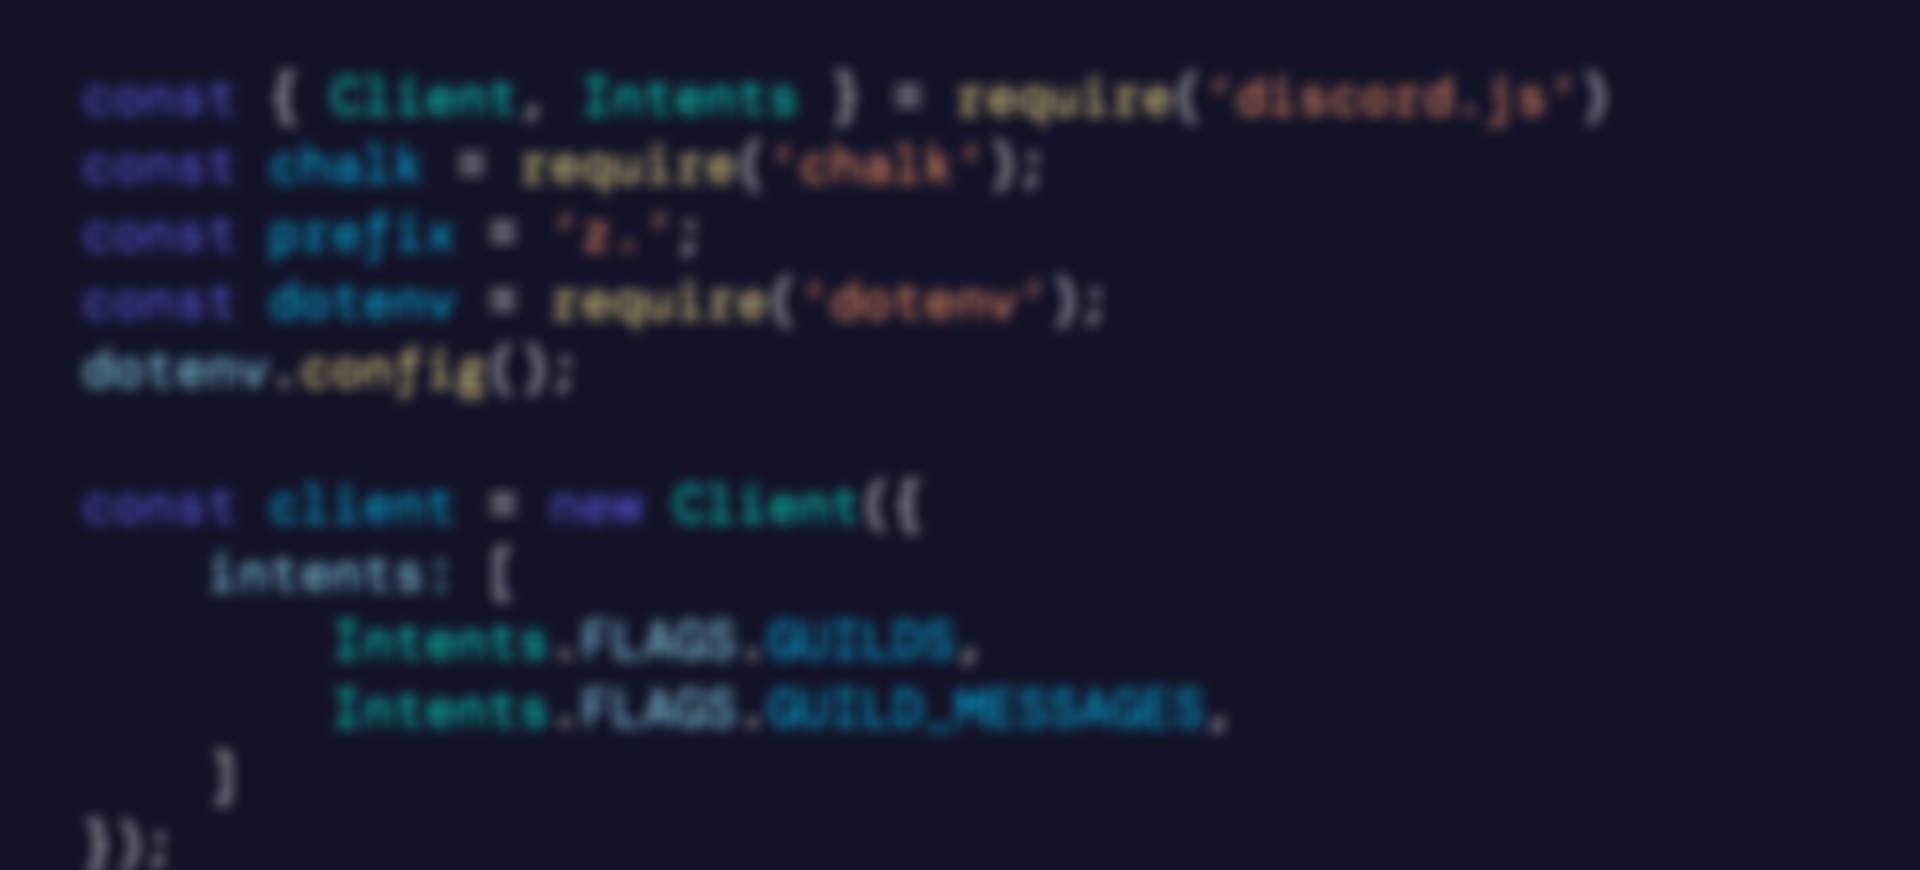 const { Client, Intents } = require('discord.js')
const chalk = require('chalk');
const prefix = 'z.';
const dotenv = require('dotenv');
dotenv.config();
const client = new Client({
intents: [
Intents.FLAGS.GUILDS,
Intents.FLAGS.GUILD_MESSAGES,
]
});